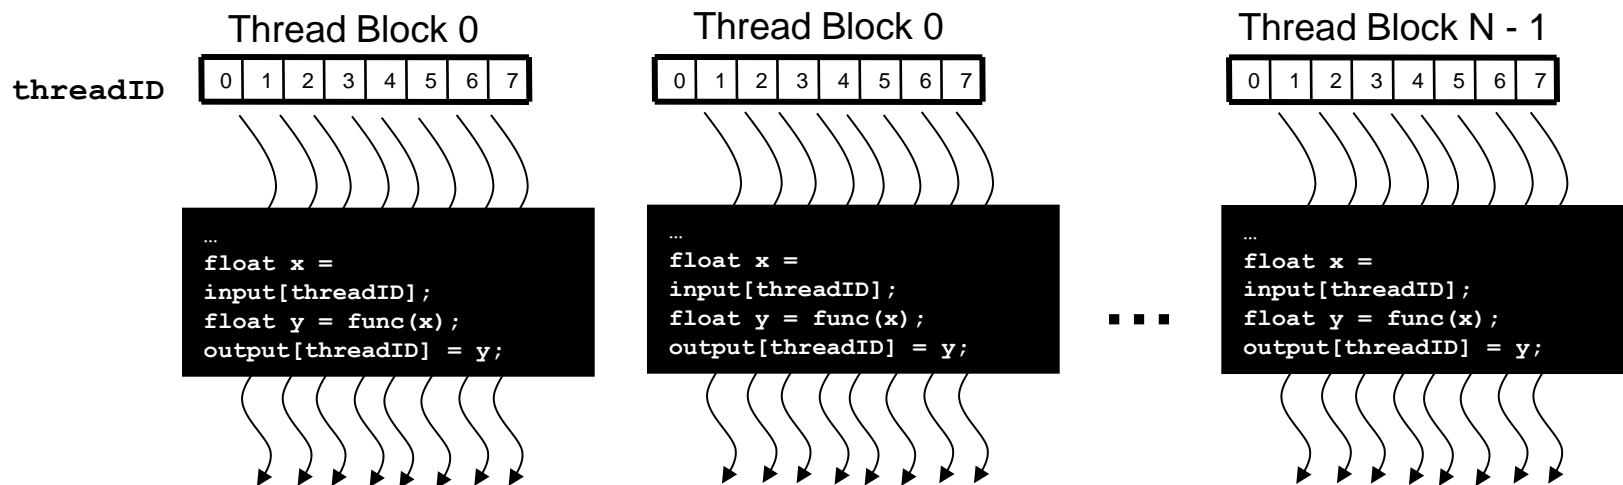 Thread Block 0
Thread Block 0
Thread Block N - 1
threadID
0 1 2 3 4 5 6 7
0 1 2 3 4 5 6 7
0 1 2 3 4 5 6 7
…
float x =
input[threadID];
float y = func(x);
output[threadID] = y;
…
float x =
input[threadID];
float y = func(x);
output[threadID] = y;
…
…
float x =
input[threadID];
float y = func(x);
output[threadID] = y;